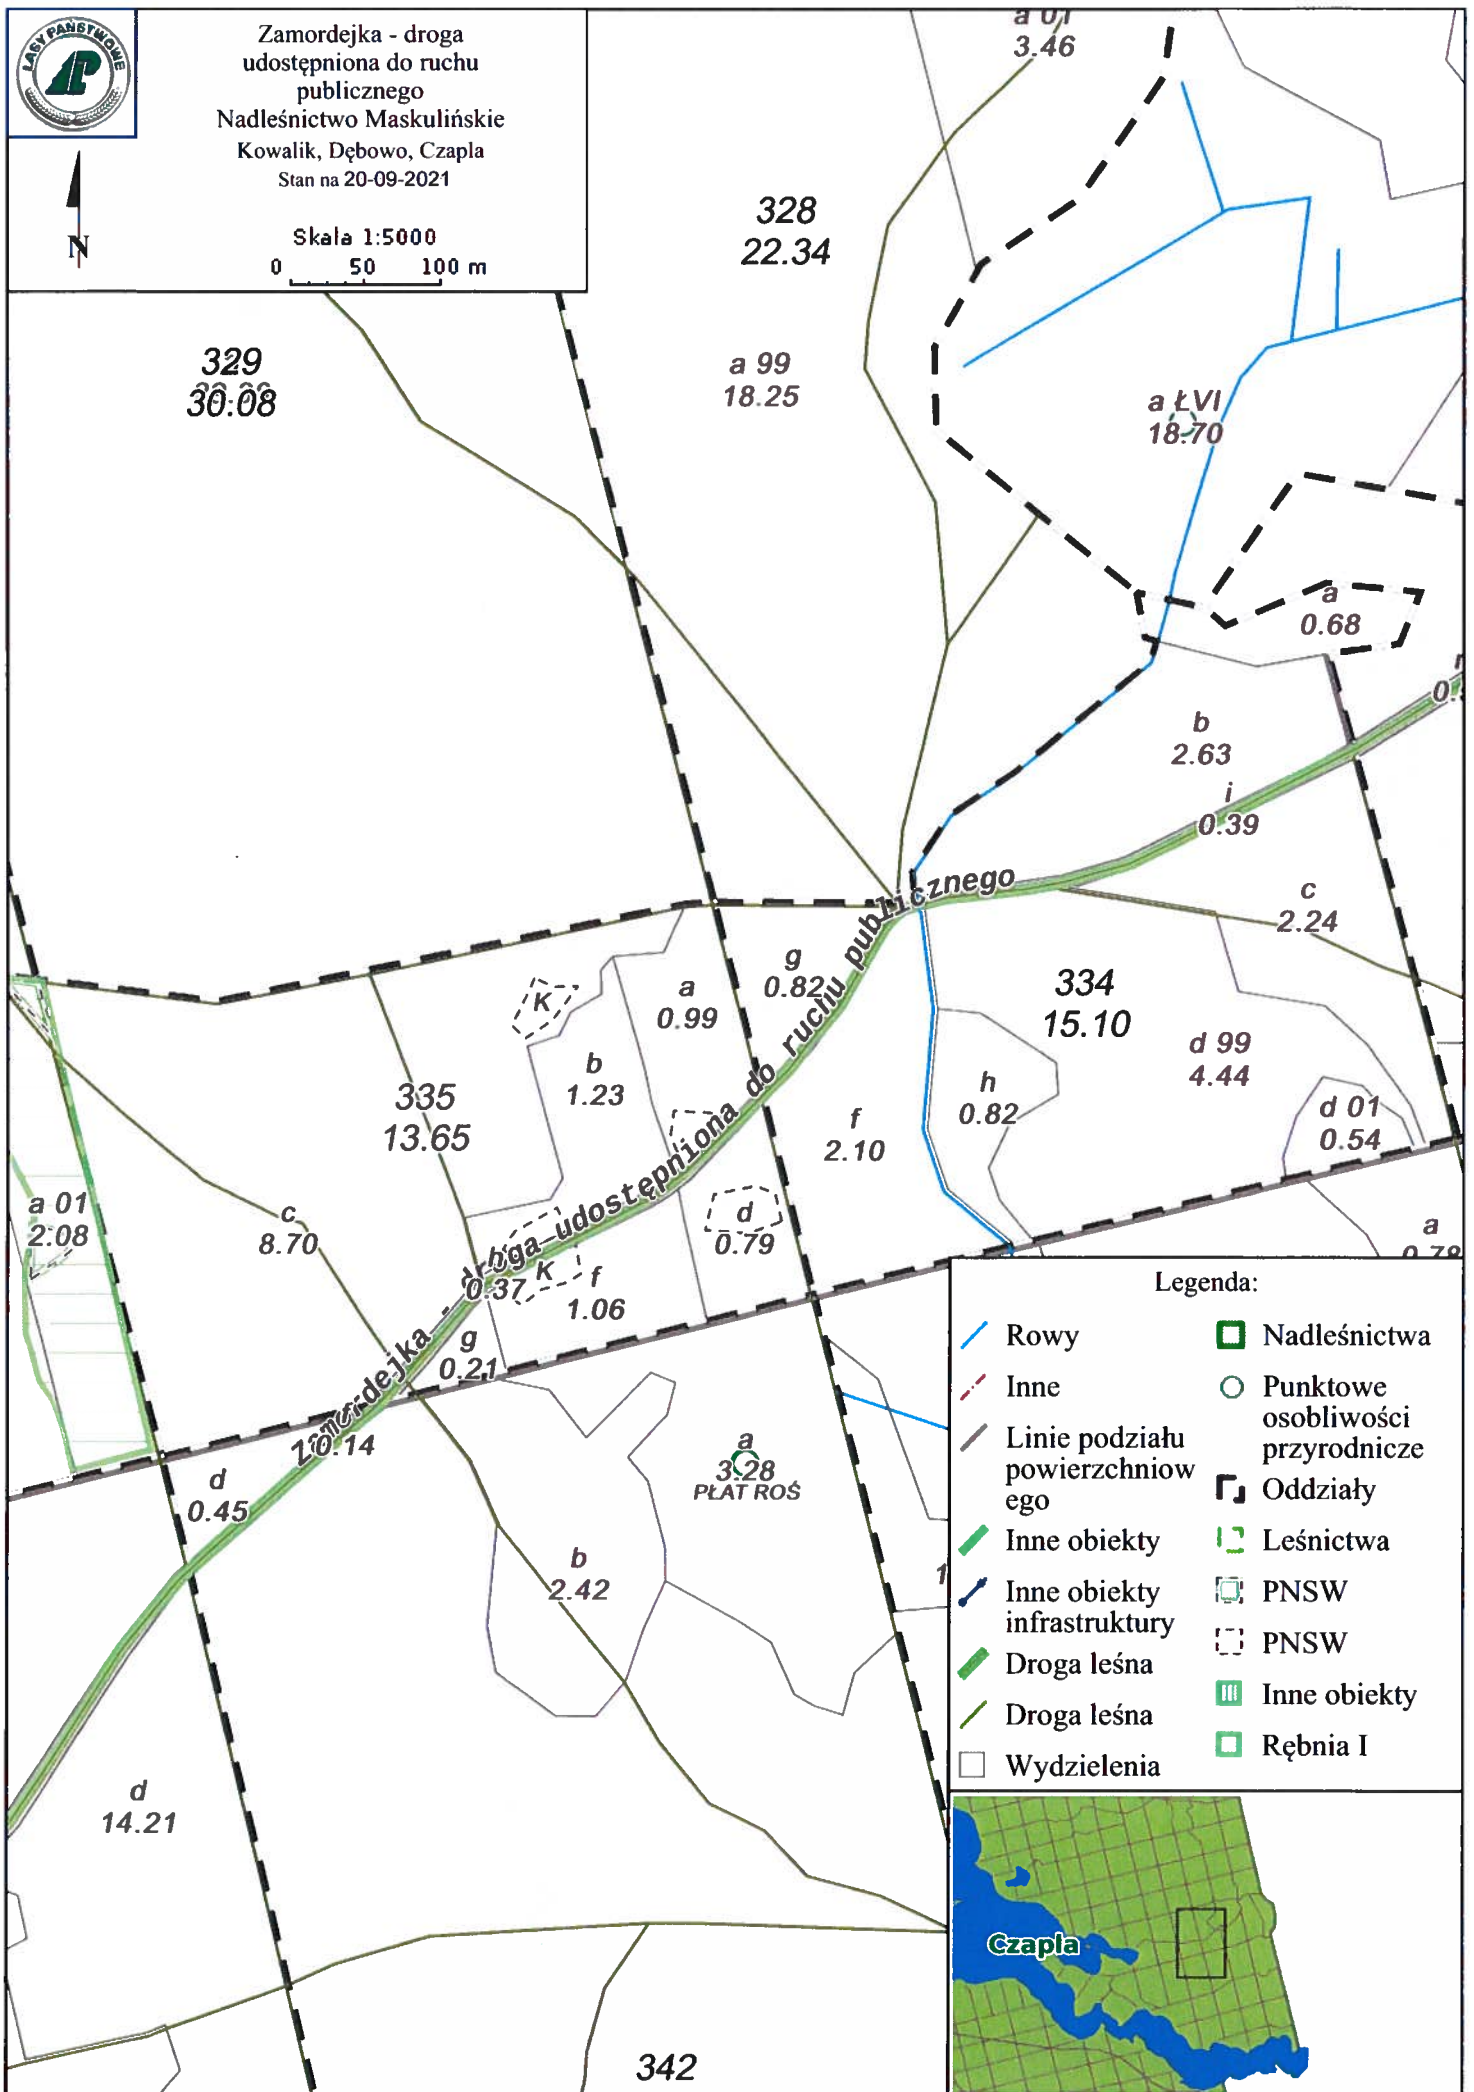 LASY PAŃSTWOWE
Zamordejka - droga
udostępniona do ruchu
publicznego
Nadleśnictwo Maskulińskie
Kowalik, Dębowo, Czapla
Stan na 20-09-2021
N
Skala 1:5000
0 50 100 m
a 01
3.46
328
22.34
329
30.08
a 99
18.25
a ŁVI
18.70
a
0.68
b
2.63
i
0.39
c
2.24
g
0.82
a
0.99
K
b
1.23
335
13.65
334
15.10
d 99
4.44
h
0.82
d 01
0.54
f
2.10
a 01
2.08
c
8.70
d
0.79
a
0.78
Zamordejka - droga udostępniona do ruchu publicznego
0.37
K
f
1.06
g
0.21
0.14
d
0.45
a
3.28
PŁAT ROŚ
b
2.42
d
14.21
342
Legenda:
Rowy
Inne
Linie podziału
powierzchniow
ego
Inne obiekty
Inne obiekty
infrastruktury
Droga leśna
Droga leśna
Wydzielenia
Nadleśnictwa
Punktowe
osobliwości
przyrodnicze
Oddziały
Leśnictwa
PNSW
PNSW
Inne obiekty
Rębnia I
Czapla